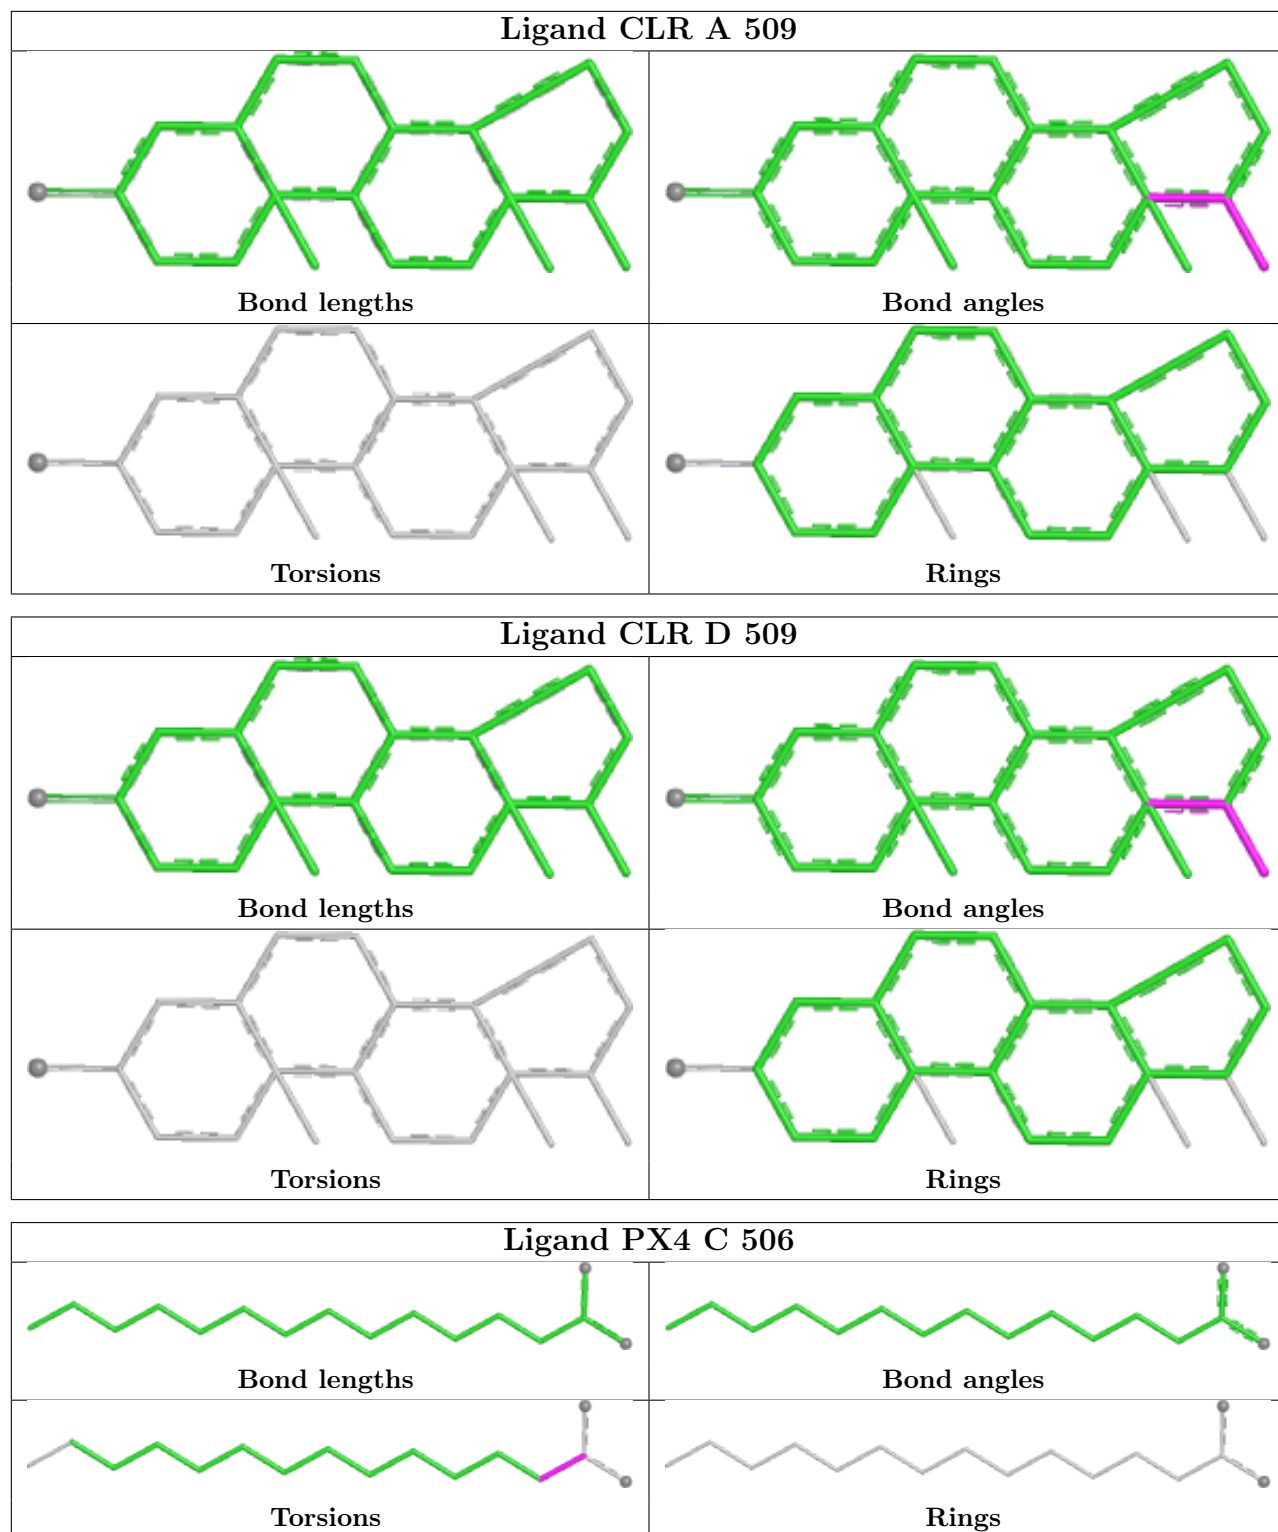 Ligand CLR A 509
Bond lengths
Bond angles
Torsions
Rings
Ligand CLR D 509
Bond lengths
Bond angles
Torsions
Rings
Ligand PX4 C 506
Bond lengths
Bond angles
Torsions
Rings